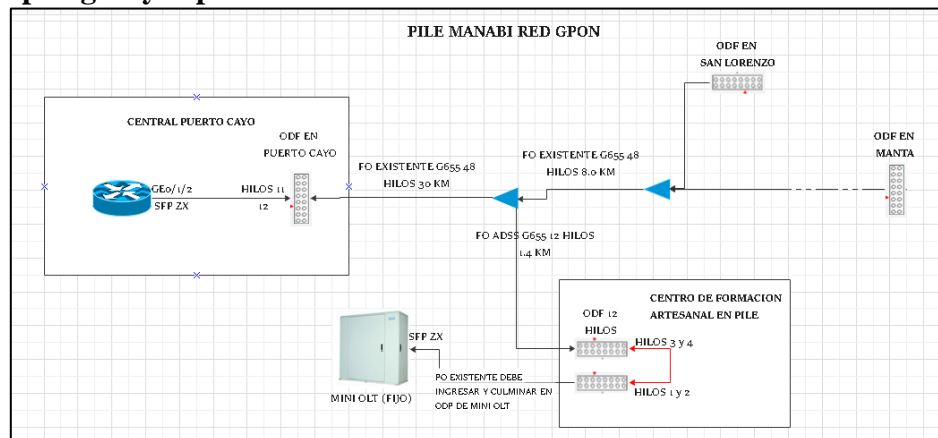 PILE MANABI RED GPON
ODF EN
SAN LORENZO
CENTRAL PUERTO CAYO
ODF EN
PUERTO CAYO
ODF EN
MANTA
FO EXISTENTE G655 48
HILOS 30 KM
FO EXISTENTE G655 48
HILOS 8.0 KM
GE0/1/2
SFP ZX
HILOS 11
12
FO ADSS G655 12 HILOS
1.4 KM
CENTRO DE FORMACION
ARTESANAL EN PILE
ODF 12
HILOS
HILOS 3 y 4
SFP ZX
FO EXISTENTE DEBE
INGRESAR Y CULMINAR EN
ODF DE MINI OLT
HILOS 1 y 2
MINI OLT (FIJO)